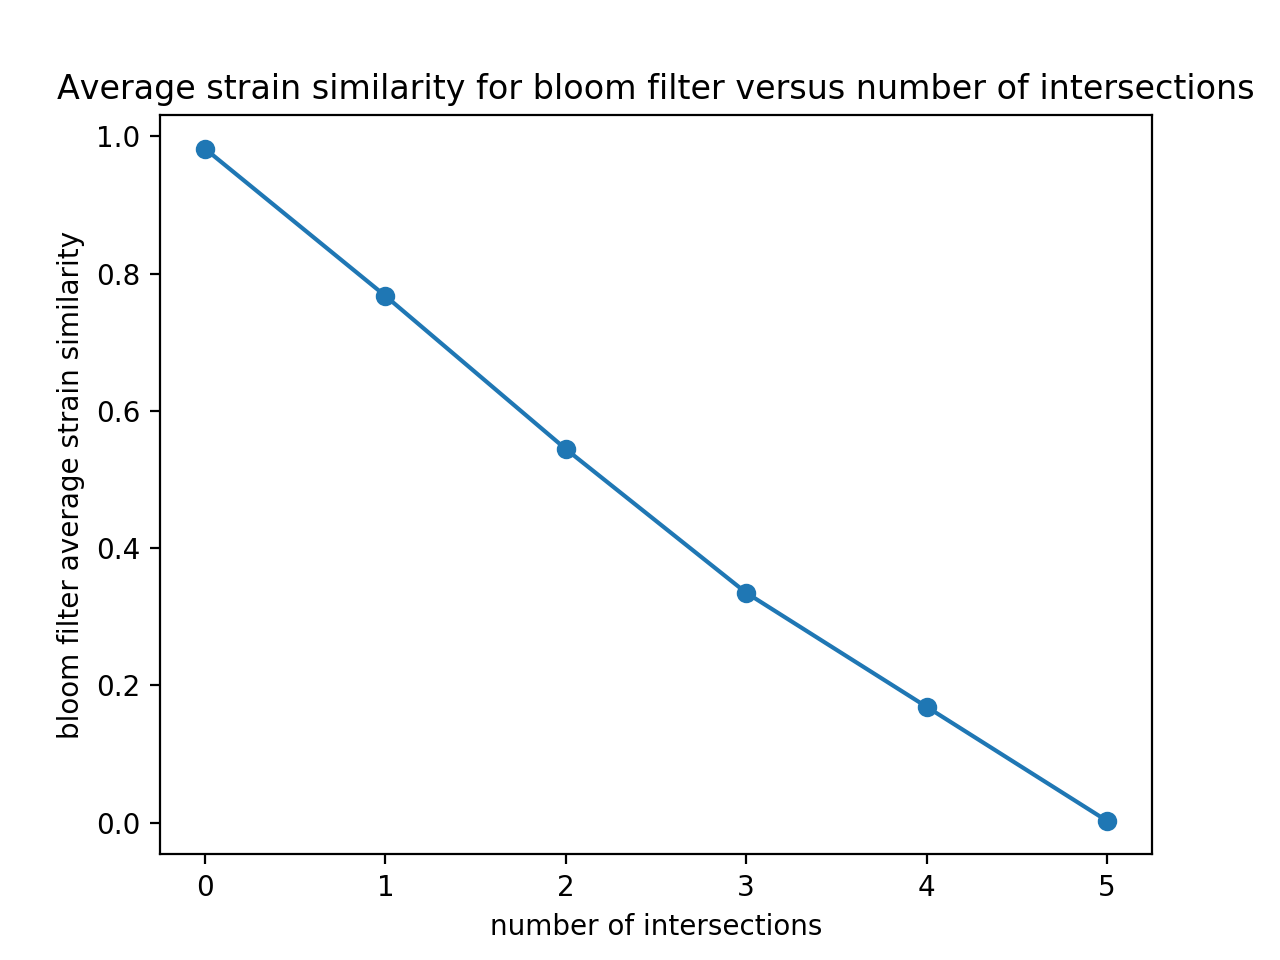 Average strain similarity for bloom filter versus number of intersections
bloom filter average strain similarity
1.0
0.8
0.6
0.4
0.2
0.0
0 1 2 3 4 5
number of intersections